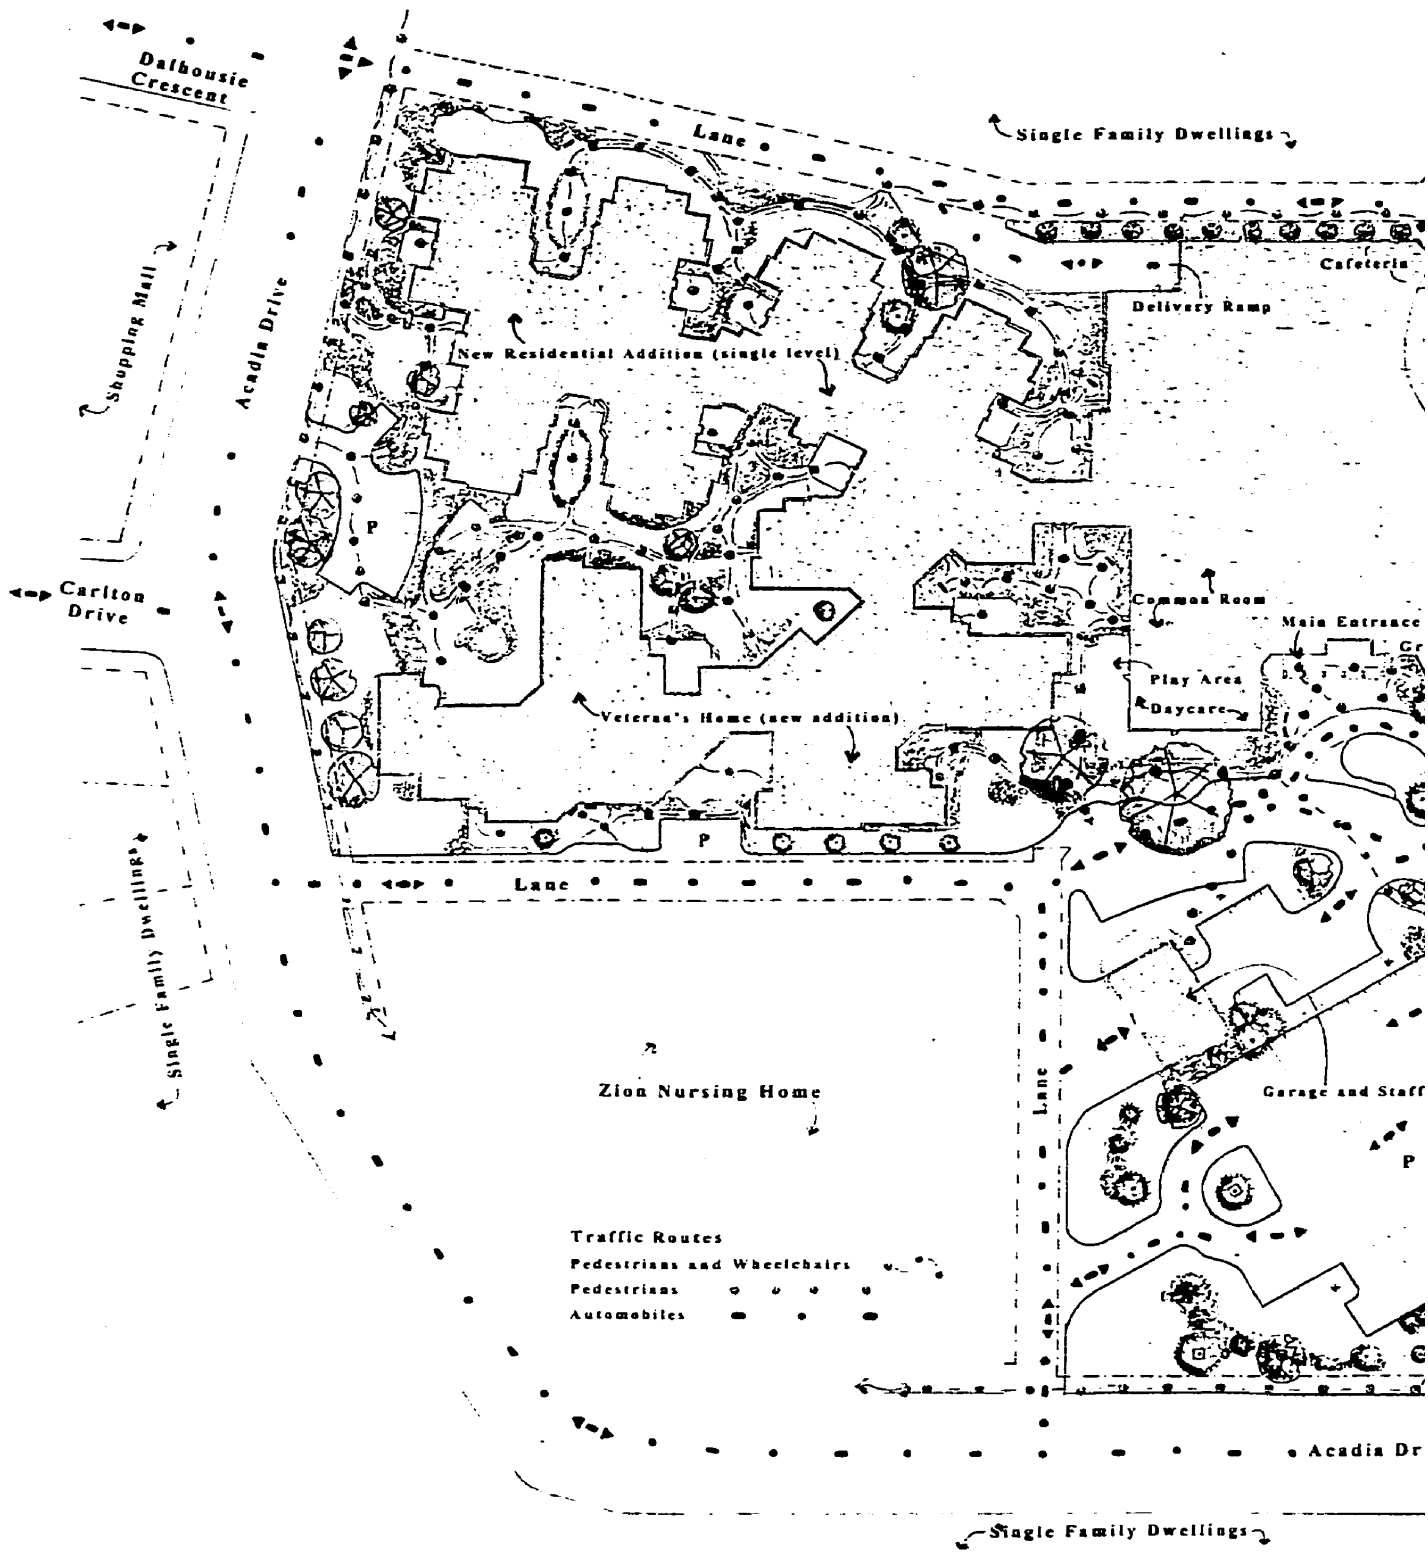 Dalhousie
Crescent
Lane
Single Family Dwellings
Cafeteria
Delivery Ramp
Shopping Mall
Acadia Drive
New Residential Addition (single level)
P
Carlton
Drive
Common Room
Main Entrance
Gr
Play Area
Daycare
Veteran's Home (new addition)
P
Lane
Single Family Dwellings
Zion Nursing Home
Lane
Garage and Staff
P
Traffic Routes
Pedestrians and Wheelchairs
Pedestrians
Automobiles
Acadia Dr
Single Family Dwellings